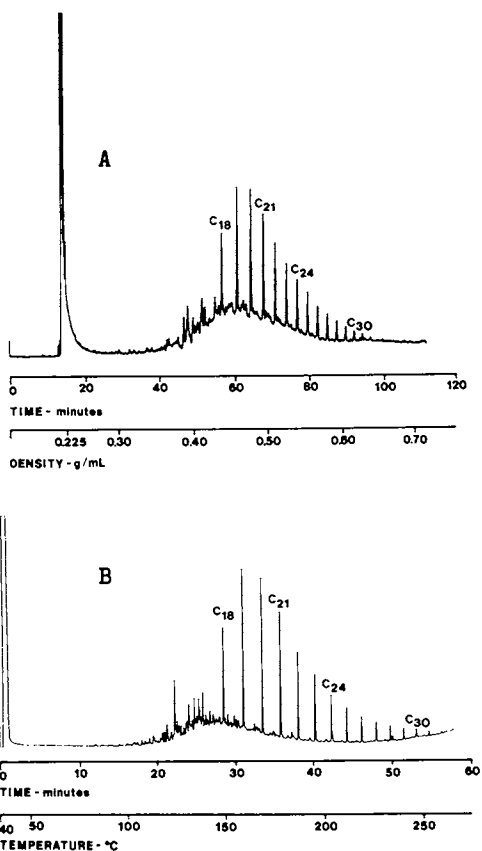 A
C18
C21
C24
C30
0 20 40 60 80 100 120
TIME - minutes
0.225 0.30 0.40 0.50 0.60 0.70
DENSITY - g/mL
B
C18
C21
C24
C30
0 10 20 30 40 50 60
TIME - minutes
40 50 100 150 200 250
TEMPERATURE - °C